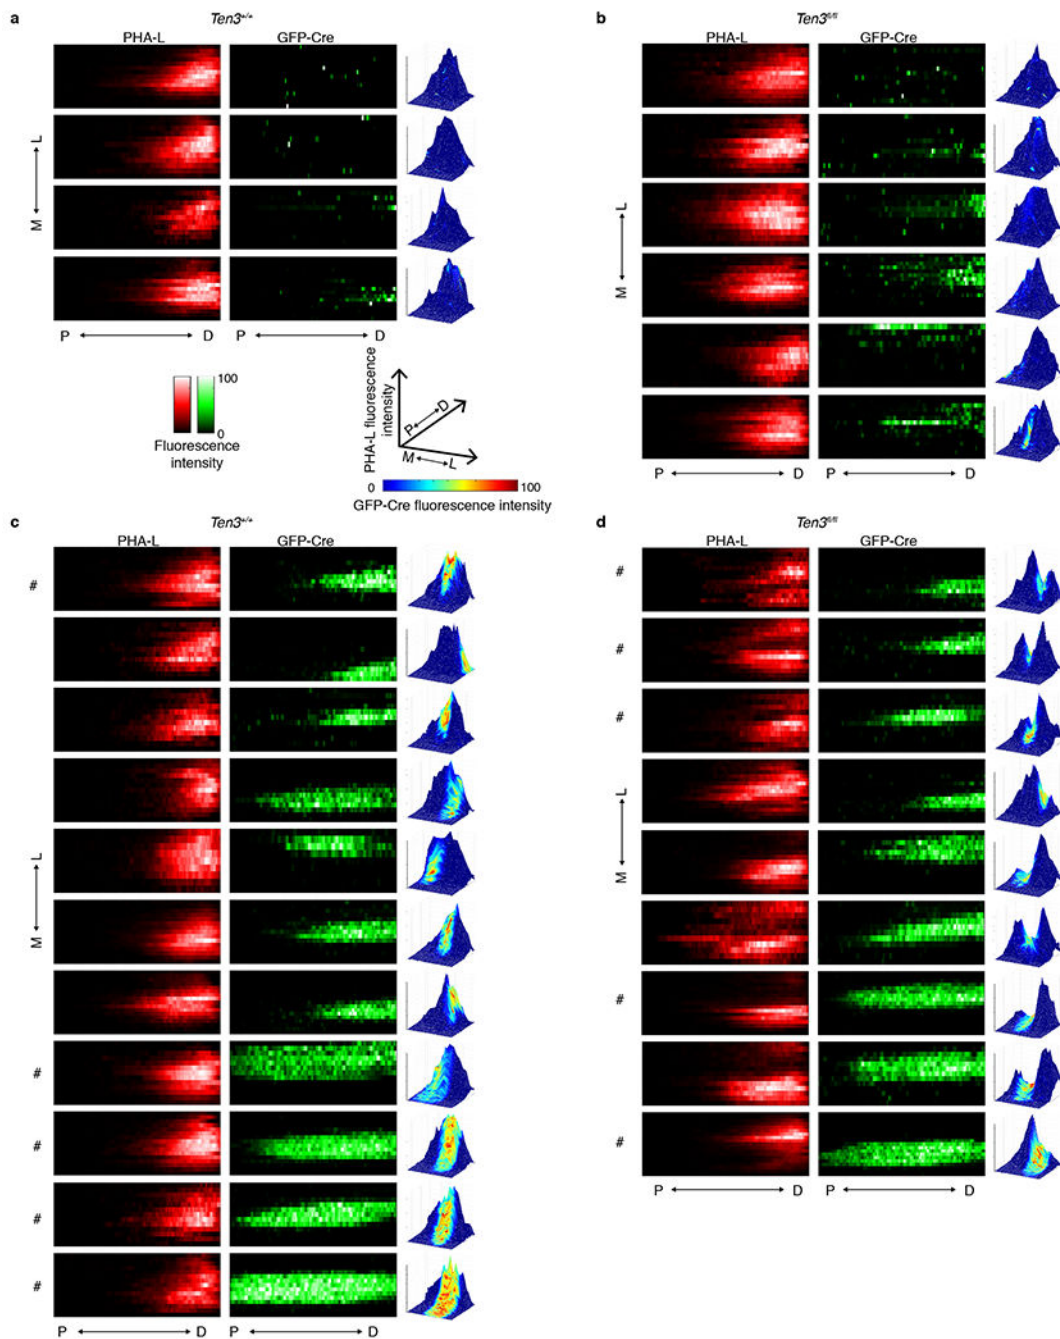 a
Ten3+/+
PHA-L
GFP-Cre
L
M
P
D
100
0
Fluorescence
intensity
PHA-L fluorescence
intensity
P
D
M
L
0
100
GFP-Cre fluorescence intensity
b
Ten3fl/fl
PHA-L
GFP-Cre
L
M
P
D
P
D
c
Ten3+/+
PHA-L
GFP-Cre
#
L
M
#
#
#
#
P
D
P
D
d
Ten3fl/fl
PHA-L
GFP-Cre
#
#
#
L
M
#
#
P
D
P
D